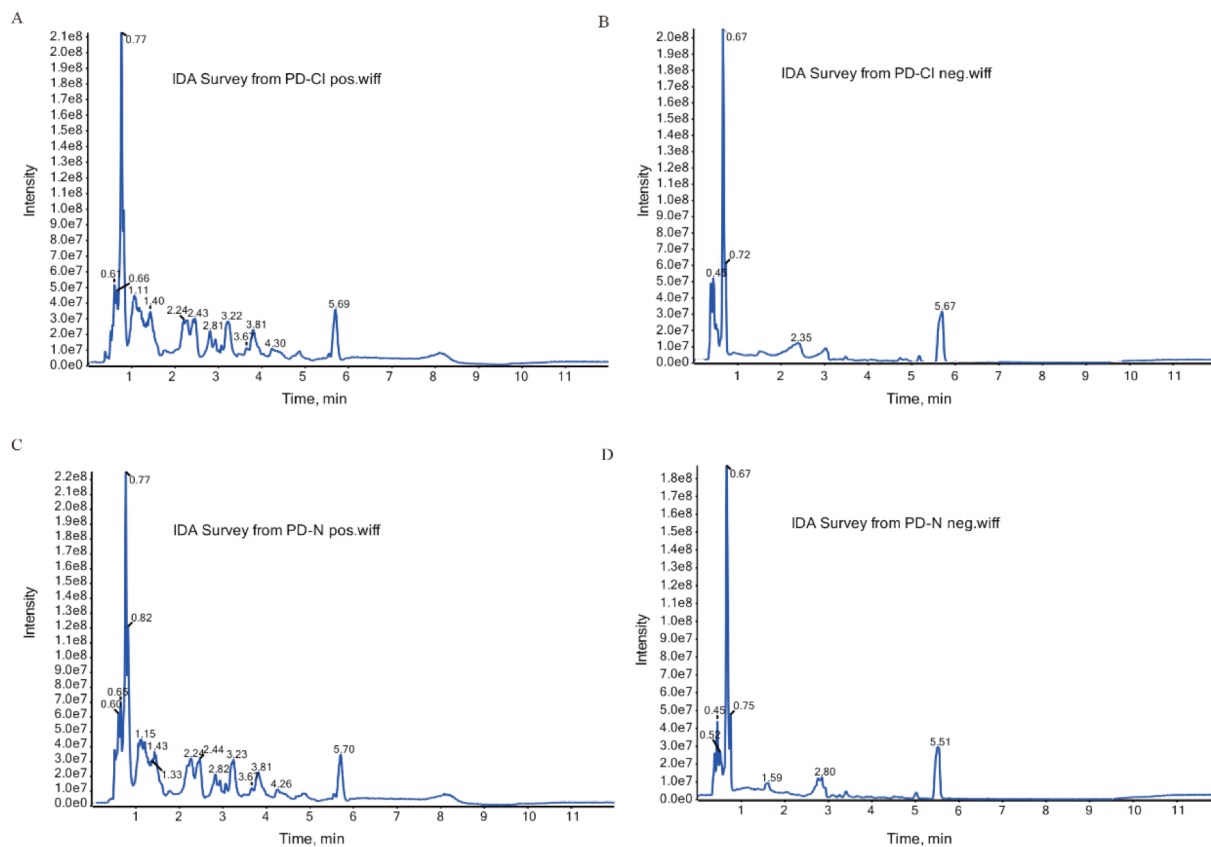 A
IDA Survey from PD-CI pos.wiff
Intensity
2.1e8
2.0e8
1.9e8
1.8e8
1.7e8
1.6e8
1.5e8
1.4e8
1.3e8
1.2e8
1.1e8
1.0e8
9.0e7
8.0e7
7.0e7
6.0e7
5.0e7
4.0e7
3.0e7
2.0e7
1.0e7
0.0e0
0.77
0.61
0.66
1.11
1.40
2.24
2.43
2.81
3.22
3.67
3.81
4.30
5.69
1 2 3 4 5 6 7 8 9 10 11
Time, min
B
IDA Survey from PD-CI neg.wiff
Intensity
2.0e8
1.9e8
1.8e8
1.7e8
1.6e8
1.5e8
1.4e8
1.3e8
1.2e8
1.1e8
1.0e8
9.0e7
8.0e7
7.0e7
6.0e7
5.0e7
4.0e7
3.0e7
2.0e7
1.0e7
0.0e0
0.67
0.72
0.45
2.35
5.67
1 2 3 4 5 6 7 8 9 10 11
Time, min
C
IDA Survey from PD-N pos.wiff
Intensity
2.2e8
2.1e8
2.0e8
1.9e8
1.8e8
1.7e8
1.6e8
1.5e8
1.4e8
1.3e8
1.2e8
1.1e8
1.0e8
9.0e7
8.0e7
7.0e7
6.0e7
5.0e7
4.0e7
3.0e7
2.0e7
1.0e7
0.0e0
0.77
0.82
0.65
0.60
1.15
1.43
1.33
2.24
2.44
2.82
3.23
3.67
3.81
4.26
5.70
1 2 3 4 5 6 7 8 9 10 11
Time, min
D
IDA Survey from PD-N neg.wiff
Intensity
1.8e8
1.7e8
1.6e8
1.5e8
1.4e8
1.3e8
1.2e8
1.1e8
1.0e8
9.0e7
8.0e7
7.0e7
6.0e7
5.0e7
4.0e7
3.0e7
2.0e7
1.0e7
0.0e0
0.67
0.75
0.45
0.52
1.59
2.80
5.51
1 2 3 4 5 6 7 8 9 10 11
Time, min